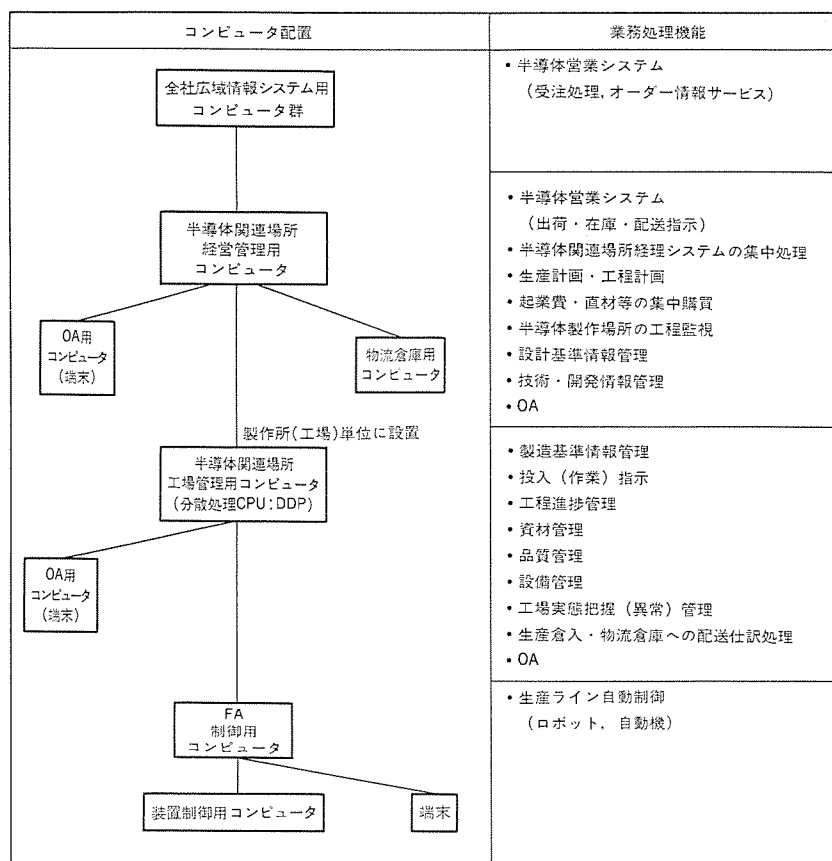 コンピュータ配置
業務処理機能
全社広域情報システム用
コンピュータ群
・半導体営業システム
(受注処理,オーダー情報サービス)
半導体関連場所
経営管理用
コンピュータ
OA用
コンピュータ
(端末)
物流倉庫用
コンピュータ
・半導体営業システム
(出荷・在庫・配送指示)
・半導体関連場所経理システムの集中処理
・生産計画・工程計画
・起業費・直材等の集中購買
・半導体製作場所の工程監視
・設計基準情報管理
・技術・開発情報管理
・OA
製作所(工場)単位に設置
半導体関連場所
工場管理用コンピュータ
(分散処理CPU:DDP)
OA用
コンピュータ
(端末)
・製造基準情報管理
・投入(作業)指示
・工程進捗管理
・資材管理
・品質管理
・設備管理
・工場実態把握(異常)管理
・生産倉入・物流倉庫への配送仕訳処理
・OA
FA
制御用
コンピュータ
装置制御用コンピュータ
端末
・生産ライン自動制御
(ロボット,自動機)